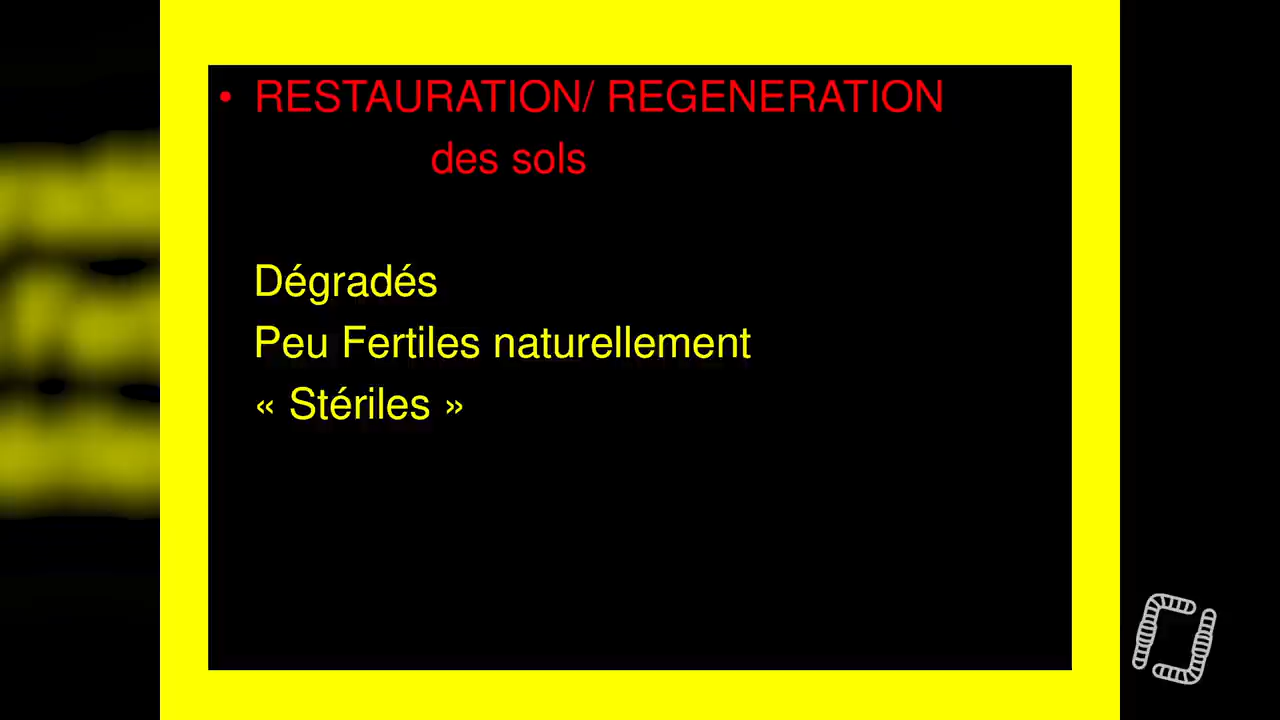 • RESTAURATION/ REGENERATION
des sols
Dégradés
Peu Fertiles naturellement
« Stériles »